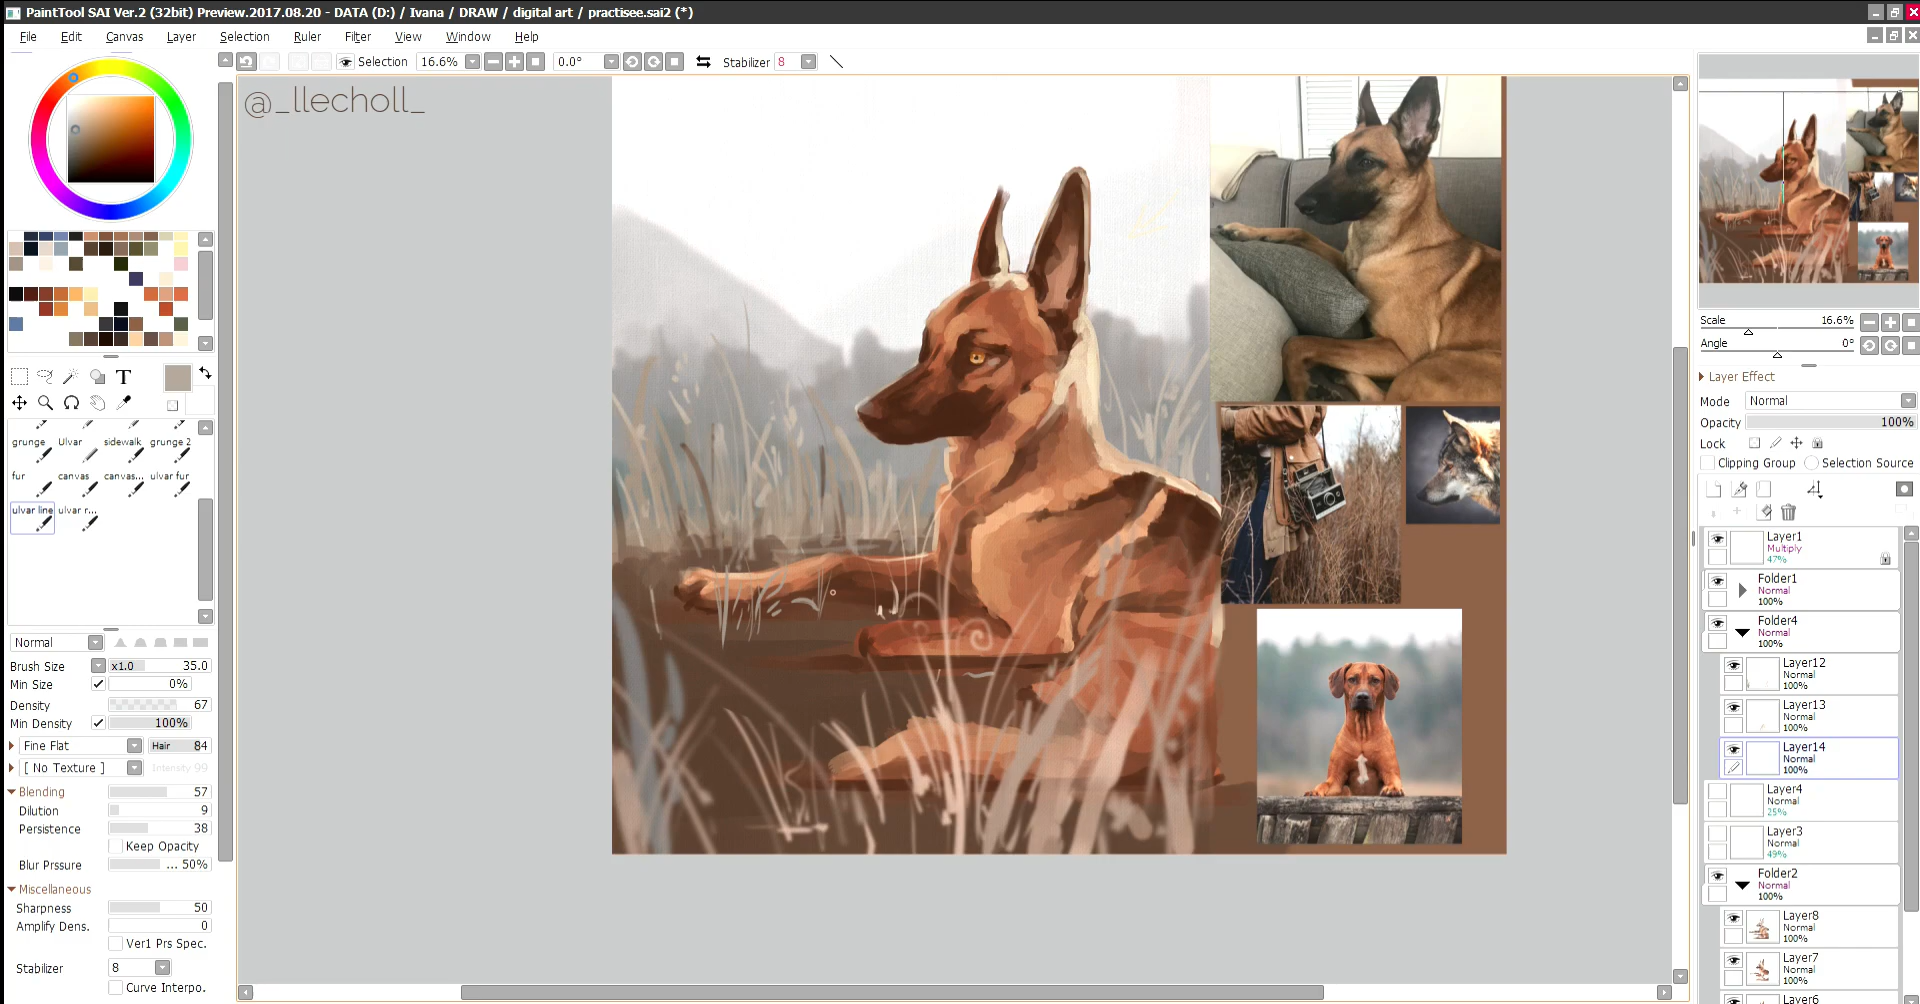 PaintTool SAI Ver.2 (32bit) Preview.2017.08.20 - DATA (D:) / Ivana / DRAW / digital art / practisee.sai2 (*)
File Edit Canvas Layer Selection Ruler Filter View Window Help
Selection 16.6% 0.0° Stabilizer 8
@_llecholl_
T
grunge Ulvar sidewalk grunge 2
fur canvas canvas... ulvar fur
ulvar line ulvar r...
Normal
Brush Size x1.0 35.0
Min Size 0%
Density 67
Min Density 100%
Fine Flat Hair 84
[ No Texture ] Intensity 99
Blending 57
Dilution 9
Persistence 38
Keep Opacity
Blur Prssure ... 50%
Miscellaneous
Sharpness 50
Amplify Dens. 0
Ver1 Prs Spec.
Stabilizer 8
Curve Interpo.
Scale 16.6%
Angle 0°
Layer Effect
Mode Normal
Opacity 100%
Lock
Clipping Group Selection Source
Layer1
Multiply
47%
Folder1
Normal
100%
Folder4
Normal
100%
Layer12
Normal
100%
Layer13
Normal
100%
Layer14
Normal
100%
Layer4
Normal
25%
Layer3
Normal
49%
Folder2
Normal
100%
Layer8
Normal
100%
Layer7
Normal
100%
Layer6